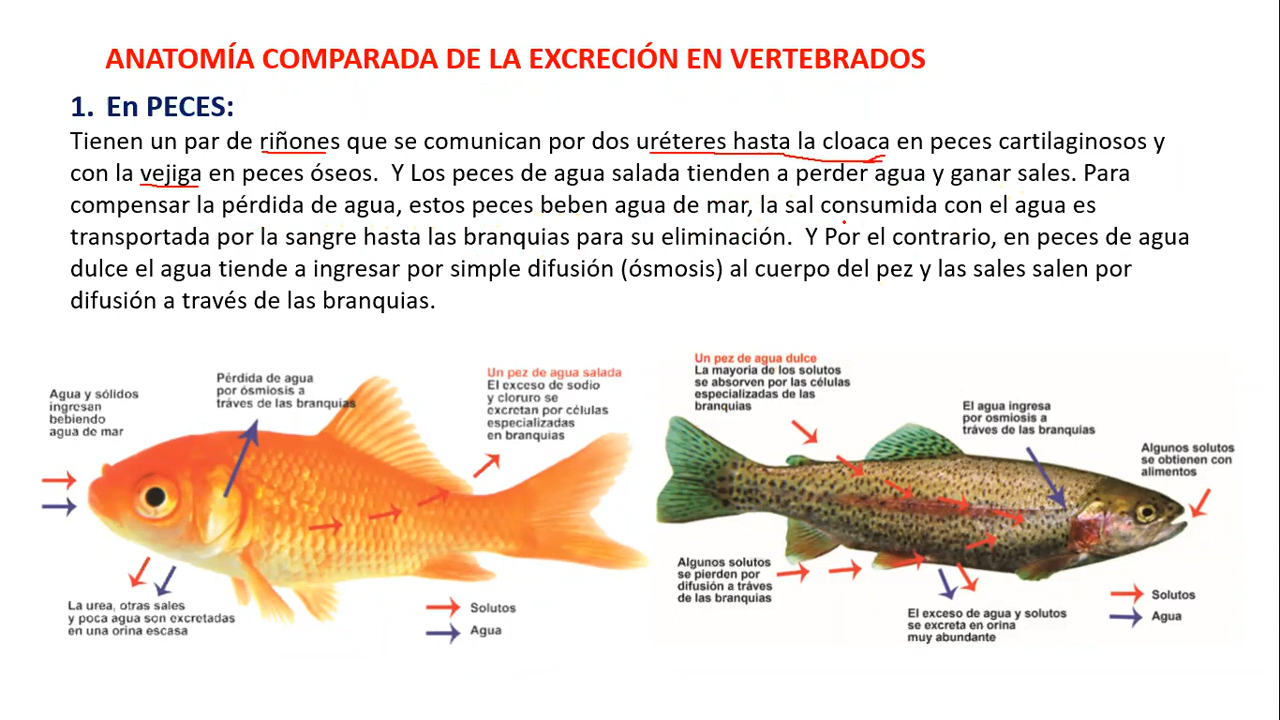 ANATOMÍA COMPARADA DE LA EXCRECIÓN EN VERTEBRADOS
1. En PECES:
Tienen un par de riñones que se comunican por dos uréteres hasta la cloaca en peces cartilaginosos y
con la vejiga en peces óseos. Y Los peces de agua salada tienden a perder agua y ganar sales. Para
compensar la pérdida de agua, estos peces beben agua de mar, la sal consumida con el agua es
transportada por la sangre hasta las branquias para su eliminación. Y Por el contrario, en peces de agua
dulce el agua tiende a ingresar por simple difusión (ósmosis) al cuerpo del pez y las sales salen por
difusión a través de las branquias.
Agua y sólidos
ingresan
bebiendo
agua de mar
Pérdida de agua
por ósmiosis a
tráves de las branquias
Un pez de agua salada
El exceso de sodio
y cloruro se
excretan por células
especializadas
en branquias
La urea, otras sales
y poca agua son excretadas
en una orina escasa
Solutos
Agua
Un pez de agua dulce
La mayoria de los solutos
se absorven por las células
especializadas de las
branquias
El agua ingresa
por osmiosis a
tráves de las branquias
Algunos solutos
se obtienen con
alimentos
Algunos solutos
se pierden por
difusión a tráves
de las branquias
El exceso de agua y solutos
se excreta en orina
muy abundante
Solutos
Agua